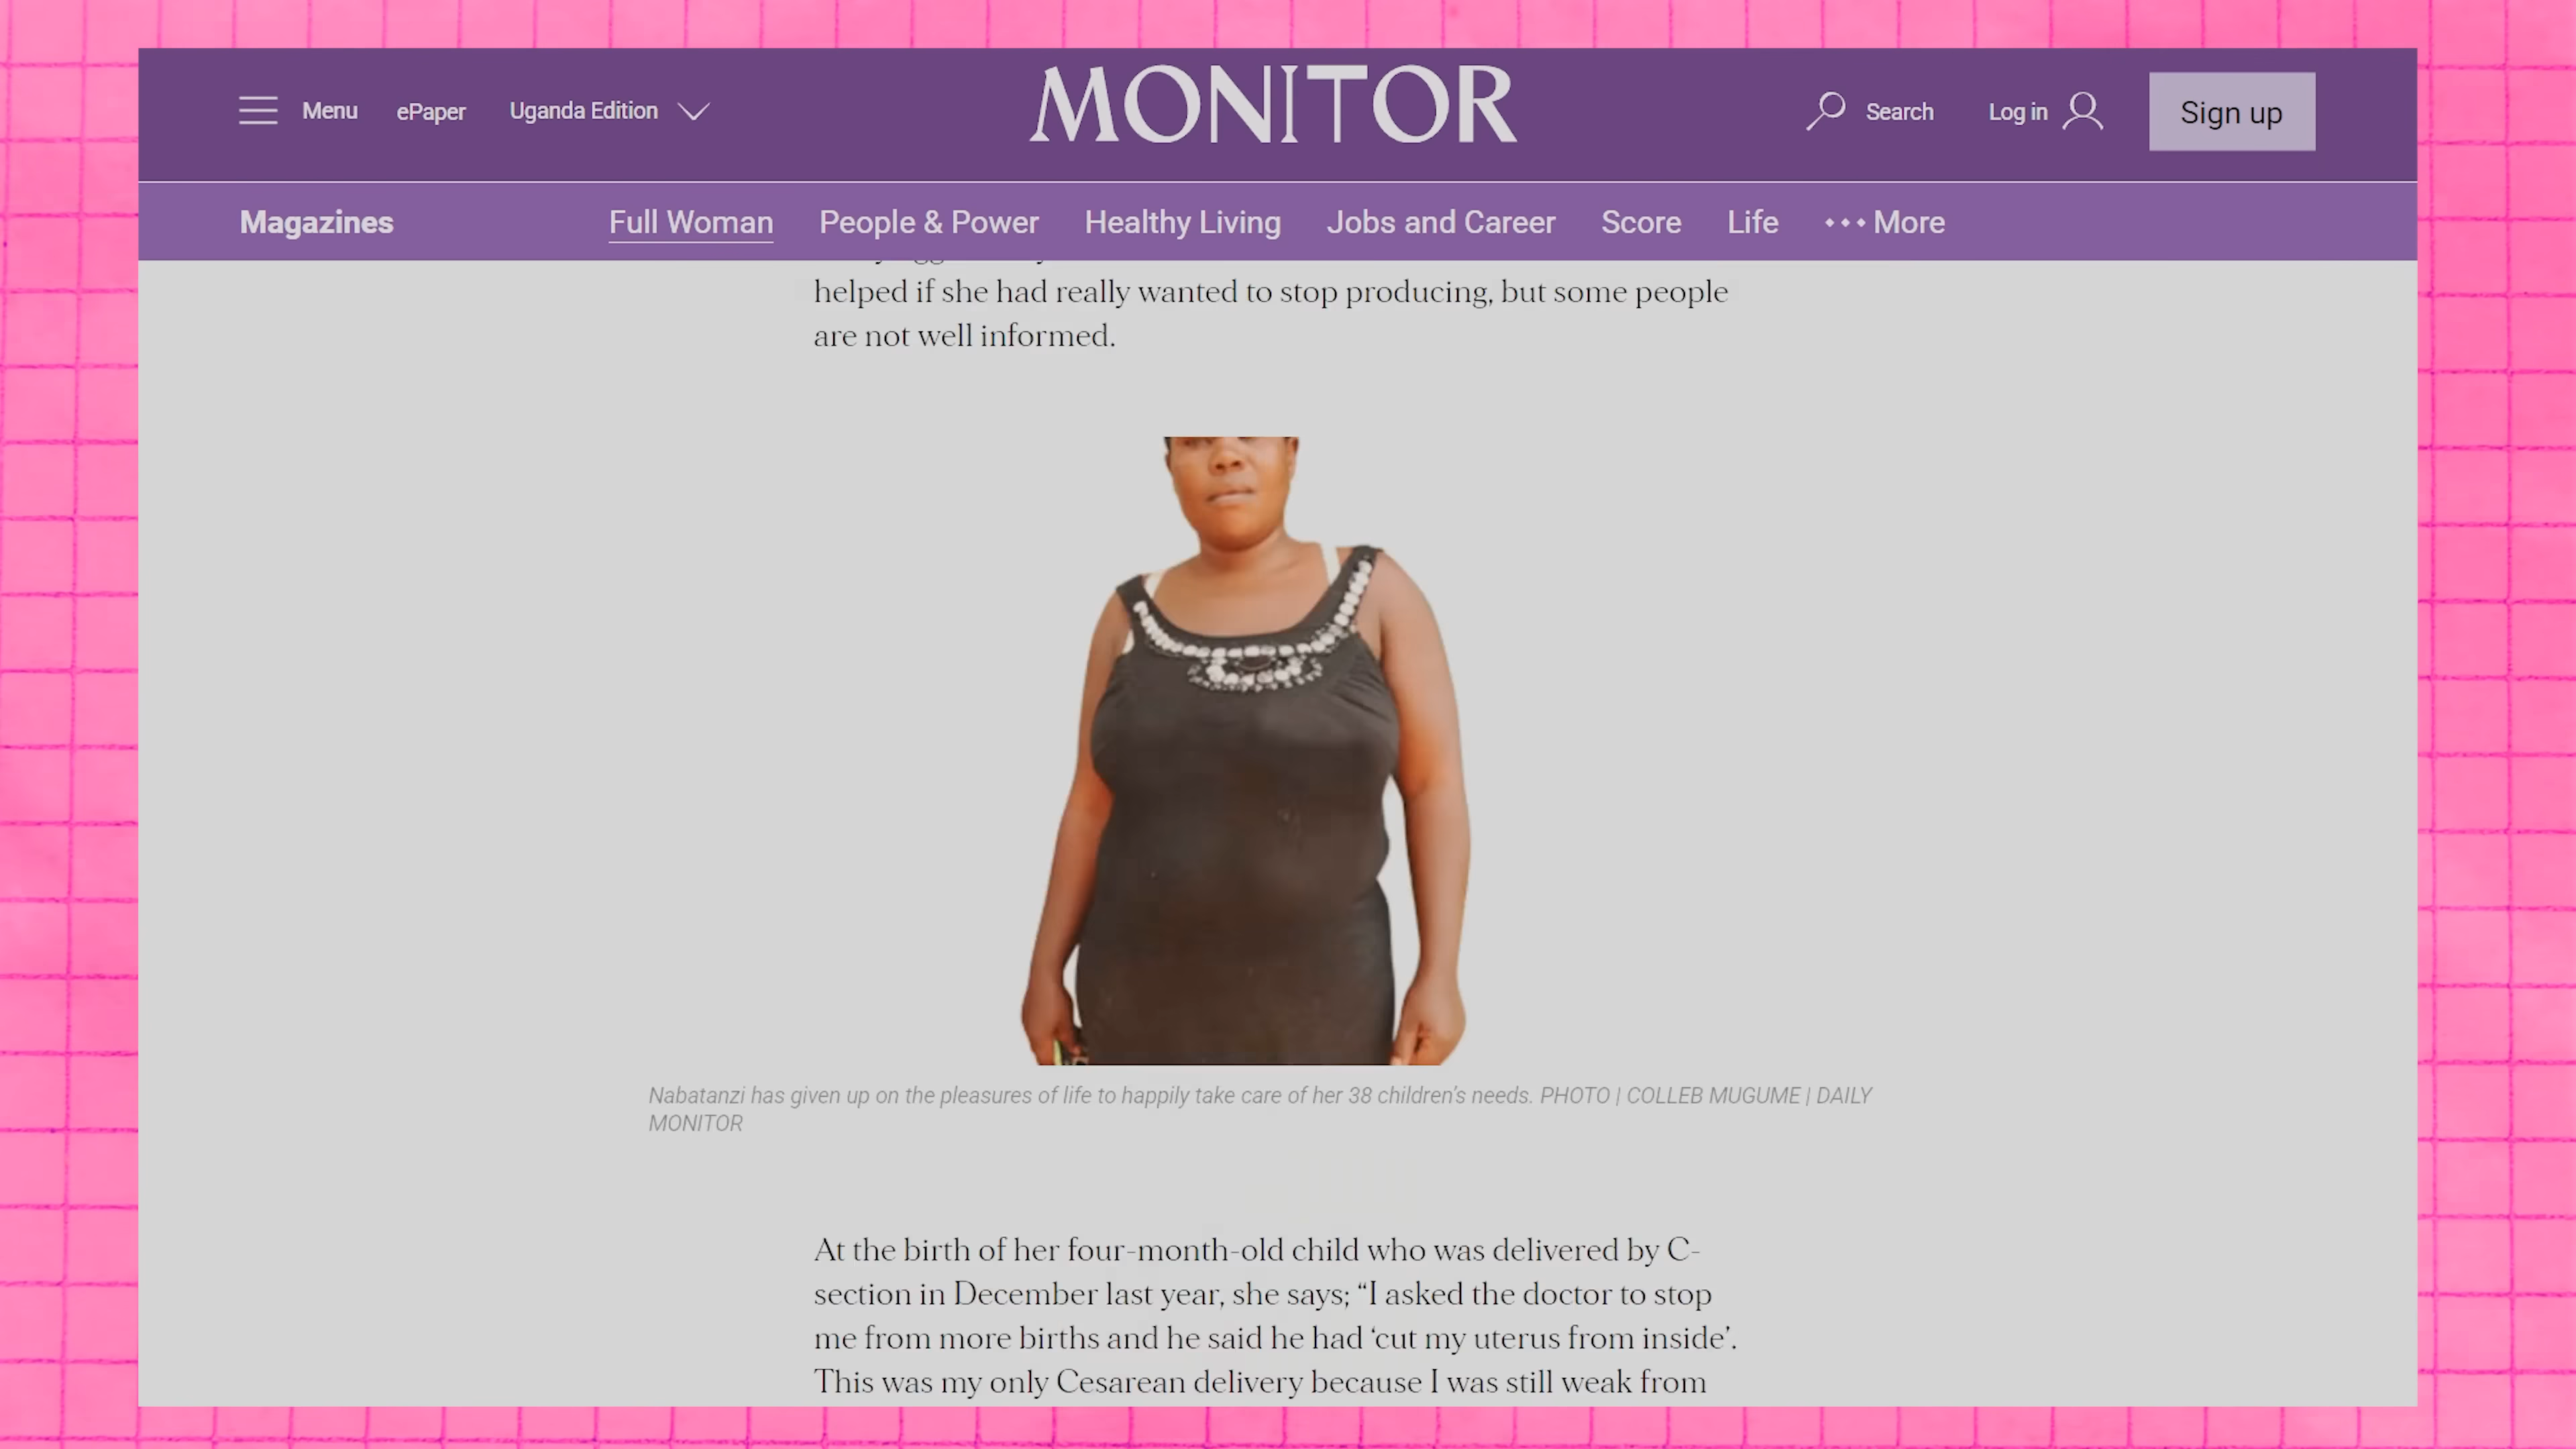 Menu
ePaper
Uganda Edition
MONITOR
Search
Log in
Sign up
Magazines
Full Woman
People & Power
Healthy Living
Jobs and Career
Score
Life
More
helped if she had really wanted to stop producing, but some people
are not well informed.
Nabatanzi has given up on the pleasures of life to happily take care of her 38 children’s needs. PHOTO | COLLEB MUGUME | DAILY
MONITOR
At the birth of her four-month-old child who was delivered by C-
section in December last year, she says; “I asked the doctor to stop
me from more births and he said he had ‘cut my uterus from inside’.
This was my only Cesarean delivery because I was still weak from